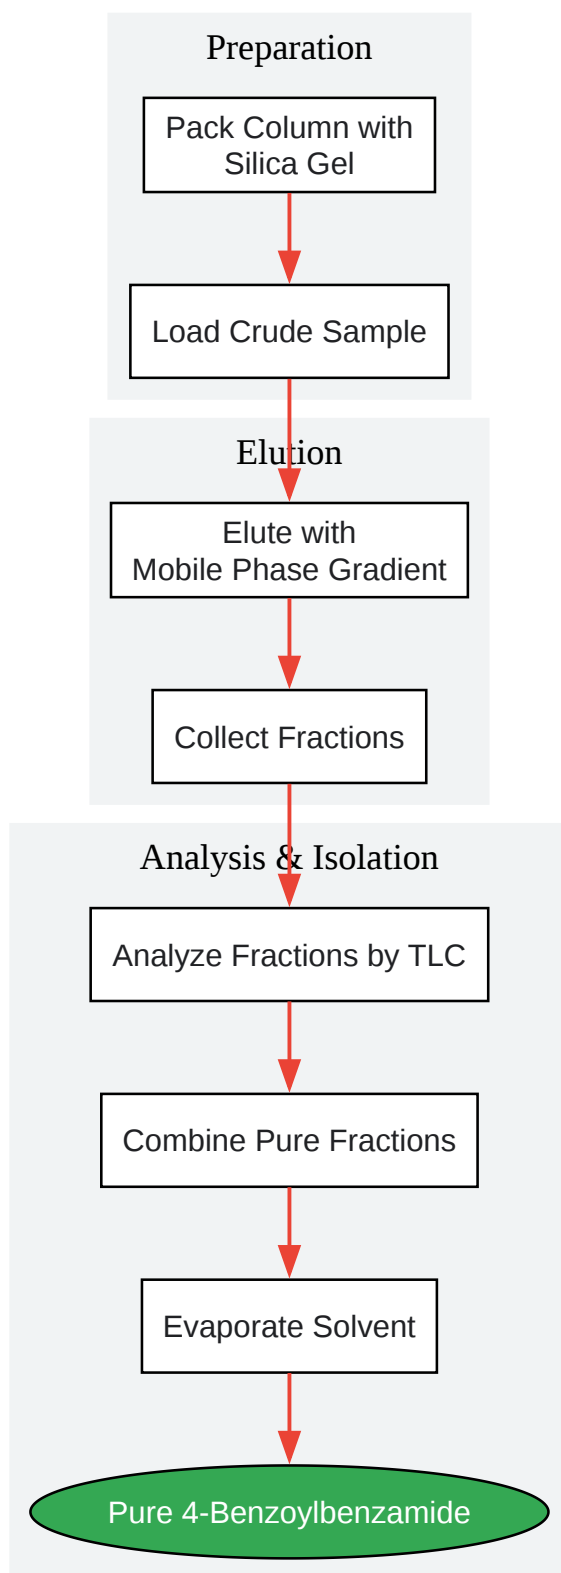 Preparation
Pack Column with
Silica Gel
Load Crude Sample
Elution
Elute with
Mobile Phase Gradient
Collect Fractions
Analysis & Isolation
Analyze Fractions by TLC
Combine Pure Fractions
Evaporate Solvent
Pure 4-Benzoylbenzamide